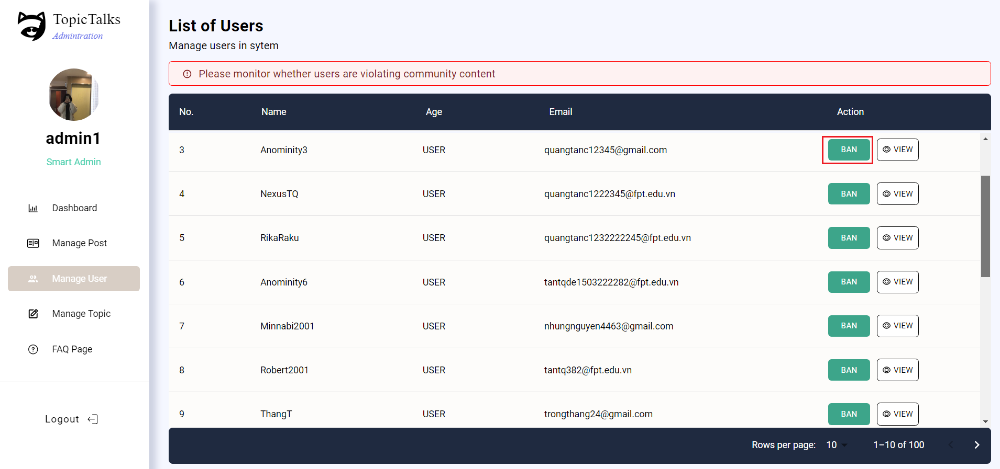 TopicTalks
Admintration
admin1
Smart Admin
Dashboard
Manage Post
Manage User
Manage Topic
FAQ Page
Logout
List of Users
Manage users in sytem
Please monitor whether users are violating community content
No. Name Age Email Action
3 Anominity3 USER quangtanc12345@gmail.com BAN VIEW
4 NexusTQ USER quangtanc1222345@fpt.edu.vn BAN VIEW
5 RikaRaku USER quangtanc1232222245@fpt.edu.vn BAN VIEW
6 Anominity6 USER tantqde1503222282@fpt.edu.vn BAN VIEW
7 Minnabi2001 USER nhungnguyen4463@gmail.com BAN VIEW
8 Robert2001 USER tantq382@fpt.edu.vn BAN VIEW
9 ThangT USER trongthang24@gmail.com BAN VIEW
Rows per page: 10 1–10 of 100